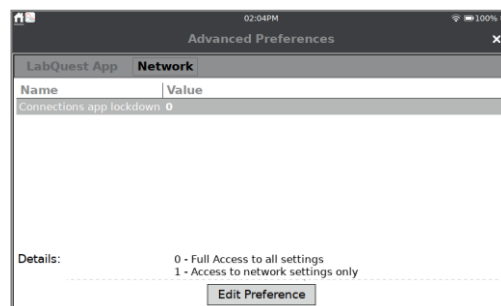 02:04PM 100%
Advanced Preferences ×
LabQuest App Network
Name Value
Connections app lockdown 0
Details: 0 - Full Access to all settings
1 - Access to network settings only
Edit Preference